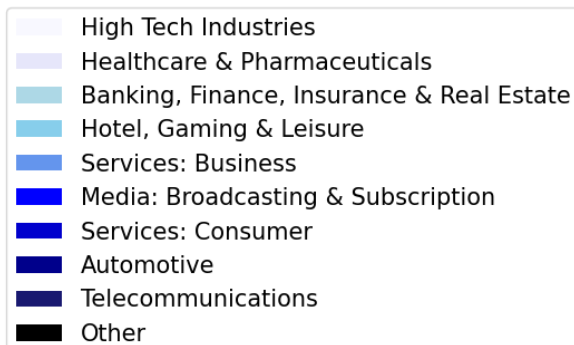 High Tech Industries
Healthcare & Pharmaceuticals
Banking, Finance, Insurance & Real Estate
Hotel, Gaming & Leisure
Services: Business
Media: Broadcasting & Subscription
Services: Consumer
Automotive
Telecommunications
Other